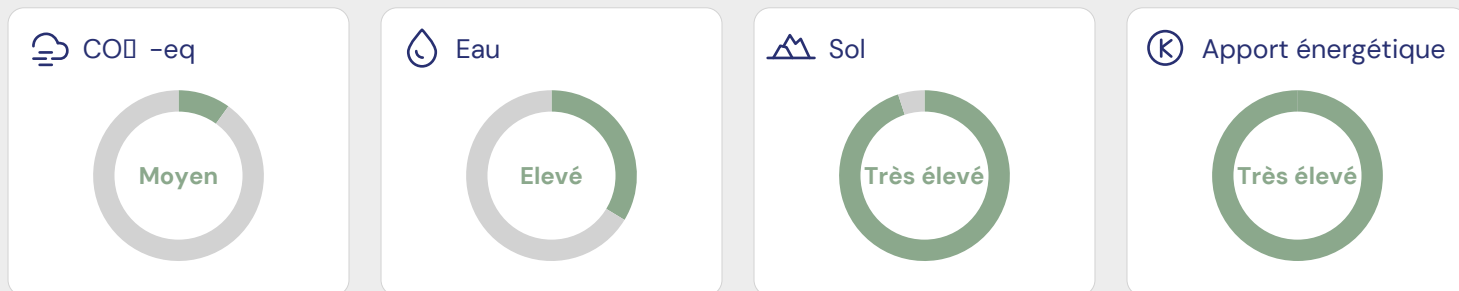 CO▯ -eq
Eau
Sol
Apport énergétique
Moyen
Elevé
Très élevé
Très élevé